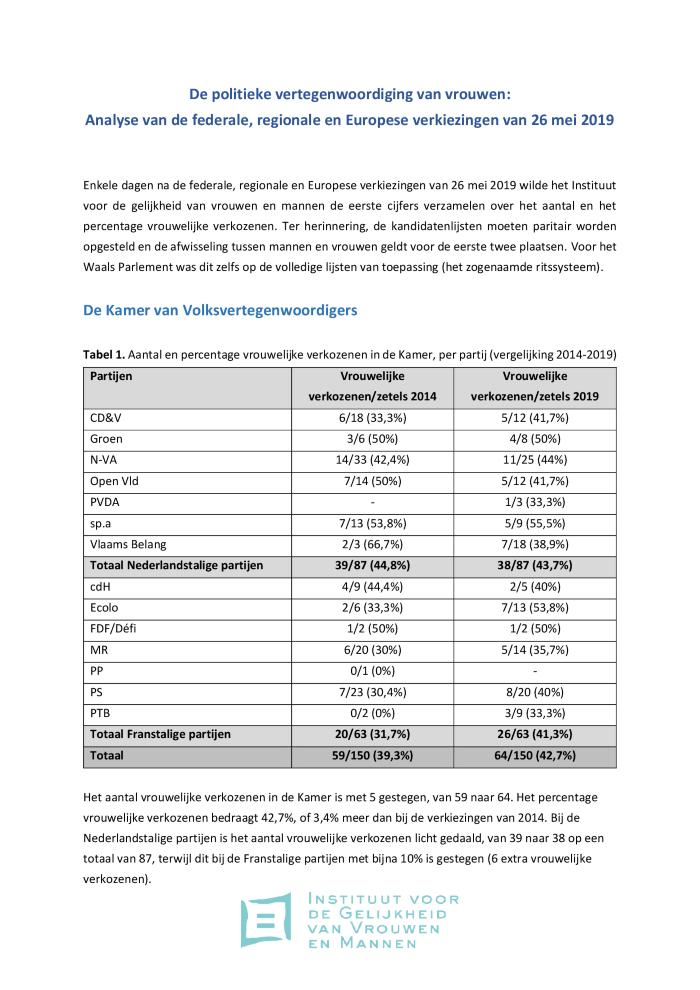 De politieke vertegenwoordiging van vrouwen:
Analyse van de federale, regionale en Europese verkiezingen van 26 mei 2019
Enkele dagen na de federale, regionale en Europese verkiezingen van 26 mei 2019 wilde het Instituut
voor de gelijkheid van vrouwen en mannen de eerste cijfers verzamelen over het aantal en het
percentage vrouwelijke verkozenen. Ter herinnering, de kandidatenlijsten moeten paritair worden
opgesteld en de afwisseling tussen mannen en vrouwen geldt voor de eerste twee plaatsen. Voor het
Waals Parlement was dit zelfs op de volledige lijsten van toepassing (het zogenaamde ritssysteem).
De Kamer van Volksvertegenwoordigers
Tabel 1. Aantal en percentage vrouwelijke verkozenen in de Kamer, per partij (vergelijking 2014-2019)
Partijen Vrouwelijke Vrouwelijke
verkozenen/zetels 2014 verkozenen/zetels 2019
CD&V 6/18 (33,3%) 5/12 (41,7%)
Groen 3/6 (50%) 4/8 (50%)
N-VA 14/33 (42,4%) 11/25 (44%)
Open Vld 7/14 (50%) 5/12 (41,7%)
PVDA - 1/3 (33,3%)
sp.a 7/13 (53,8%) 5/9 (55,5%)
Vlaams Belang 2/3 (66,7%) 7/18 (38,9%)
Totaal Nederlandstalige partijen 39/87 (44,8%) 38/87 (43,7%)
cdH 4/9 (44,4%) 2/5 (40%)
Ecolo 2/6 (33,3%) 7/13 (53,8%)
FDF/Défi 1/2 (50%) 1/2 (50%)
MR 6/20 (30%) 5/14 (35,7%)
PP 0/1 (0%) -
PS 7/23 (30,4%) 8/20 (40%)
PTB 0/2 (0%) 3/9 (33,3%)
Totaal Franstalige partijen 20/63 (31,7%) 26/63 (41,3%)
Totaal 59/150 (39,3%) 64/150 (42,7%)
Het aantal vrouwelijke verkozenen in de Kamer is met 5 gestegen, van 59 naar 64. Het percentage
vrouwelijke verkozenen bedraagt 42,7%, of 3,4% meer dan bij de verkiezingen van 2014. Bij de
Nederlandstalige partijen is het aantal vrouwelijke verkozenen licht gedaald, van 39 naar 38 op een
totaal van 87, terwijl dit bij de Franstalige partijen met bijna 10% is gestegen (6 extra vrouwelijke
verkozenen).
INSTITUUT VOOR
DE GELIJKHEID
VAN VROUWEN
EN MANNEN